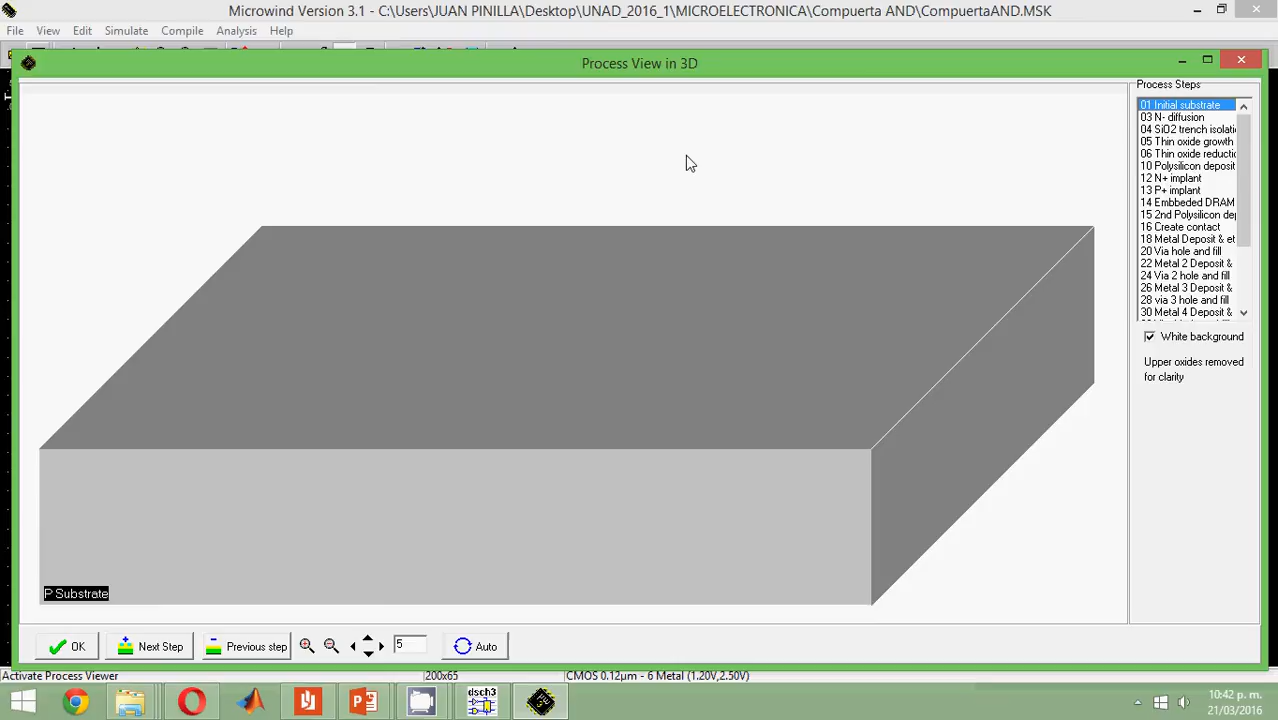 Microwind Version 3.1 - C:\Users\JUAN PINILLA\Desktop\UNAD_2016_1\MICROELECTRONICA\Compuerta AND\CompuertaAND.MSK
File View Edit Simulate Compile Analysis Help
Process View in 3D
Process Steps
01 Initial substrate
03 N- diffusion
04 SiO2 trench isolati
05 Thin oxide growth
06 Thin oxide reductic
10 Polysilicon deposit
12 N+ implant
13 P+ implant
14 Embbeded DRAM
15 2nd Polysilicon dep
16 Create contact
18 Metal Deposit & et
20 Via hole and fill
22 Metal 2 Deposit &
24 Via 2 hole and fill
26 Metal 3 Deposit &
28 via 3 hole and fill
30 Metal 4 Deposit &
White background
Upper oxides removed
for clarity
P Substrate
OK Next Step Previous step 5 Auto
Activate Process Viewer 200x65 CMOS 0.12µm - 6 Metal (1.20V,2.50V)
dsch3
10:42 p. m.
21/03/2016